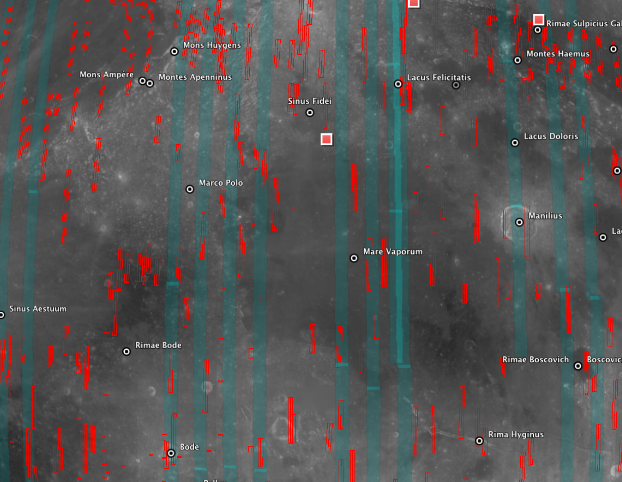 Rimae Sulpicius Gal
Mons Huygens
Montes Haemus
Mons Ampere
Montes Apenninus
Lacus Felicitatis
Sinus Fidei
Lacus Doloris
Marco Polo
Manilius
La
Mare Vaporum
Sinus Aestuum
Rimae Bode
Rimae Boscovich
Boscovic
Rima Hyginus
Bode